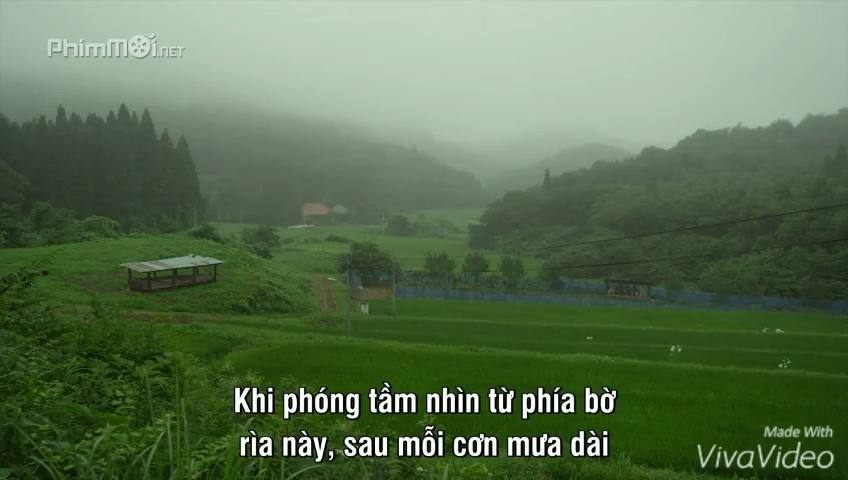 PhimMoi.NET
Khi phóng tầm nhìn từ phía bờ
rìa này, sau mỗi cơn mưa dài
Made With
VivaVideo